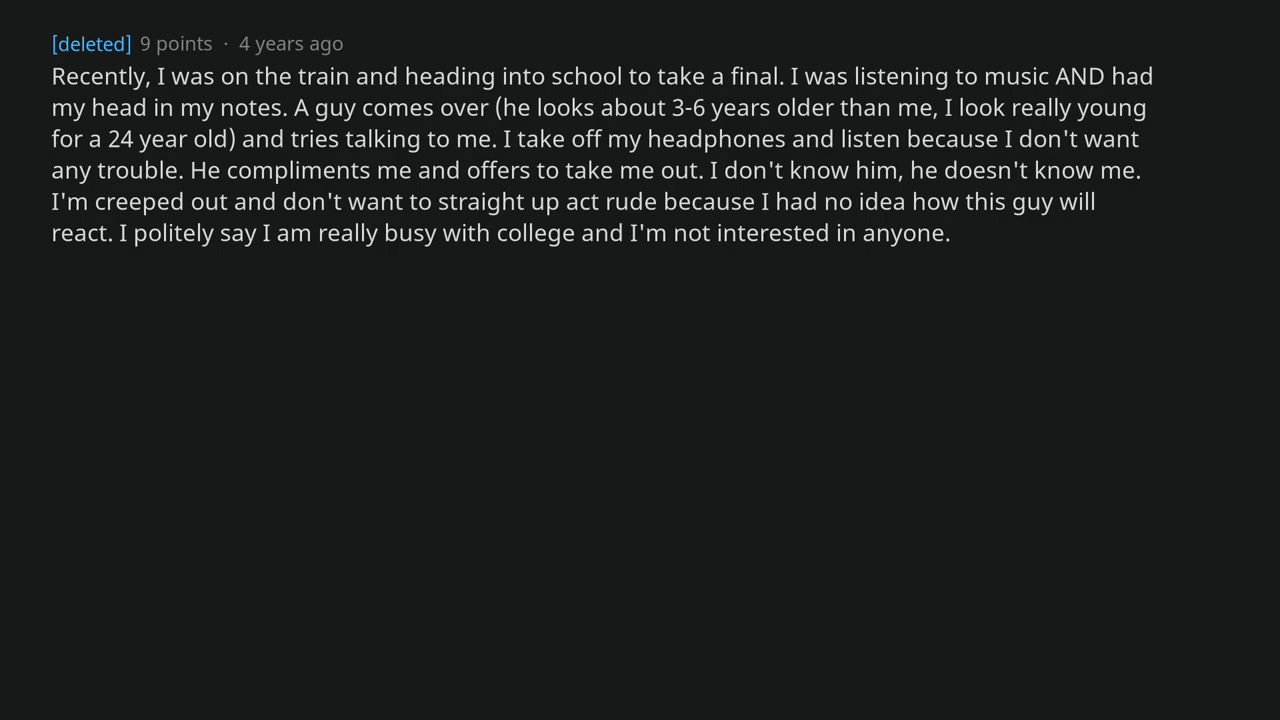 [deleted] 9 points · 4 years ago
Recently, I was on the train and heading into school to take a final. I was listening to music AND had
my head in my notes. A guy comes over (he looks about 3-6 years older than me, I look really young
for a 24 year old) and tries talking to me. I take off my headphones and listen because I don't want
any trouble. He compliments me and offers to take me out. I don't know him, he doesn't know me.
I'm creeped out and don't want to straight up act rude because I had no idea how this guy will
react. I politely say I am really busy with college and I'm not interested in anyone.